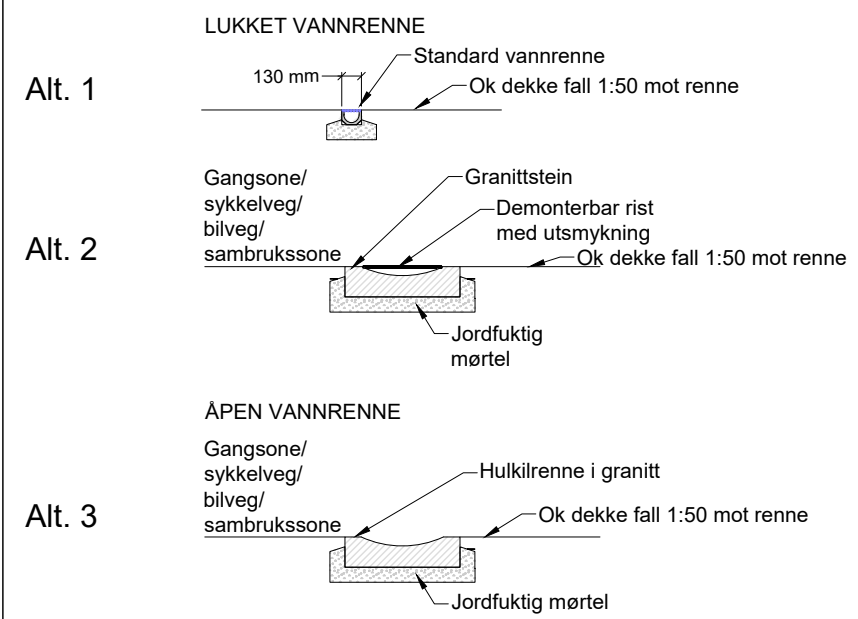 LUKKET VANNRENNE
Alt. 1
130 mm
Standard vannrenne
Ok dekke fall 1:50 mot renne
Alt. 2
Gangsone/
sykkelveg/
bilveg/
sambrukssone
Granittstein
Demonterbar rist
med utsmykning
Ok dekke fall 1:50 mot renne
Jordfuktig
mørtel
ÅPEN VANNRENNE
Alt. 3
Gangsone/
sykkelveg/
bilveg/
sambrukssone
Hulkilrenne i granitt
Ok dekke fall 1:50 mot renne
Jordfuktig mørtel